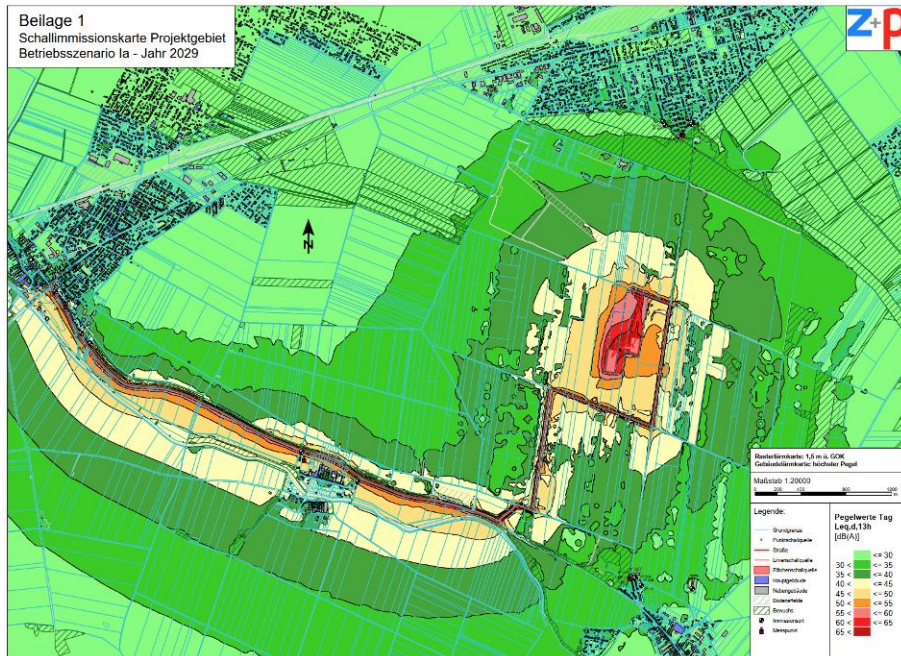 Beilage 1
Schallimmissionskarte Projektgebiet
Betriebsszenario Ia - Jahr 2029
z+p
N
Rasterlärmkarte: 1,5 m ü. GOK
Gebäudelärmkarte: höchster Pegel
Maßstab 1:20000
0 200 400 800 1200
m
Legende:
Grundgrenze
Punktschallquelle
Straße
Linienschallquelle
Flächenschallquelle
Hauptgebäude
Nebengebäude
Bodeneffekte
Bewuchs
Immissionsort
Messpunkt
Pegelwerte Tag
Leq,d,13h
[dB(A)]
<= 30
30 < <= 35
35 < <= 40
40 < <= 45
45 < <= 50
50 < <= 55
55 < <= 60
60 < <= 65
65 <